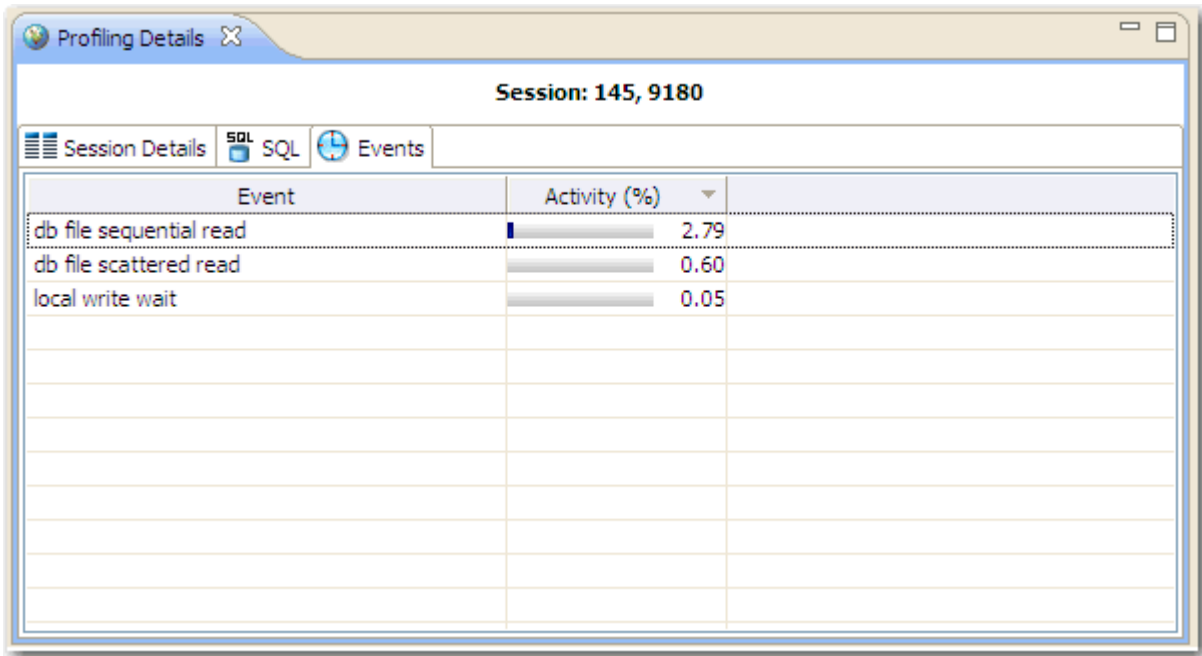 Profiling Details
Session: 145, 9180
Session Details SQL SQL Events
Event Activity (%)
db file sequential read 2.79
db file scattered read 0.60
local write wait 0.05